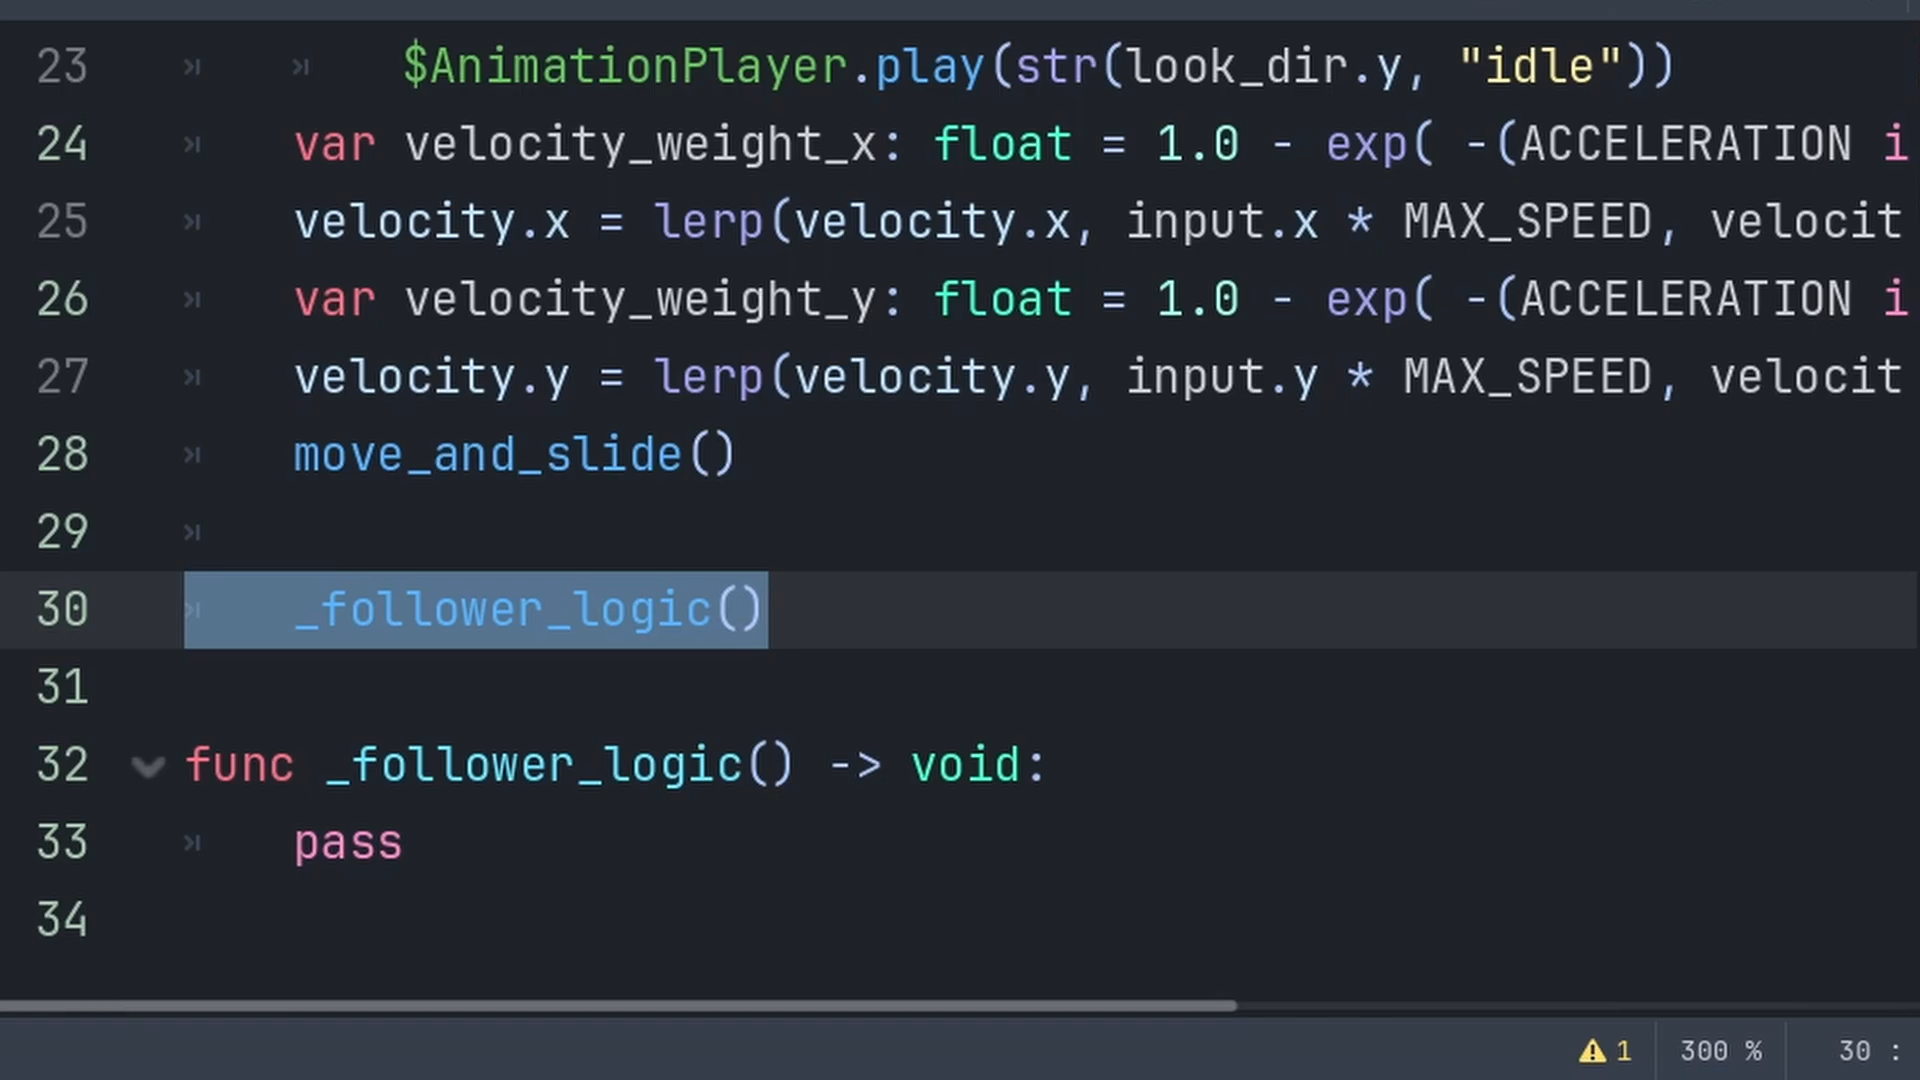 23 $AnimationPlayer.play(str(look_dir.y, "idle"))
24 var velocity_weight_x: float = 1.0 - exp( -(ACCELERATION i
25 velocity.x = lerp(velocity.x, input.x * MAX_SPEED, velocit
26 var velocity_weight_y: float = 1.0 - exp( -(ACCELERATION i
27 velocity.y = lerp(velocity.y, input.y * MAX_SPEED, velocit
28 move_and_slide()
29
30 _follower_logic()
31
32 func _follower_logic() -> void:
33 pass
34
1 300 % 30 :